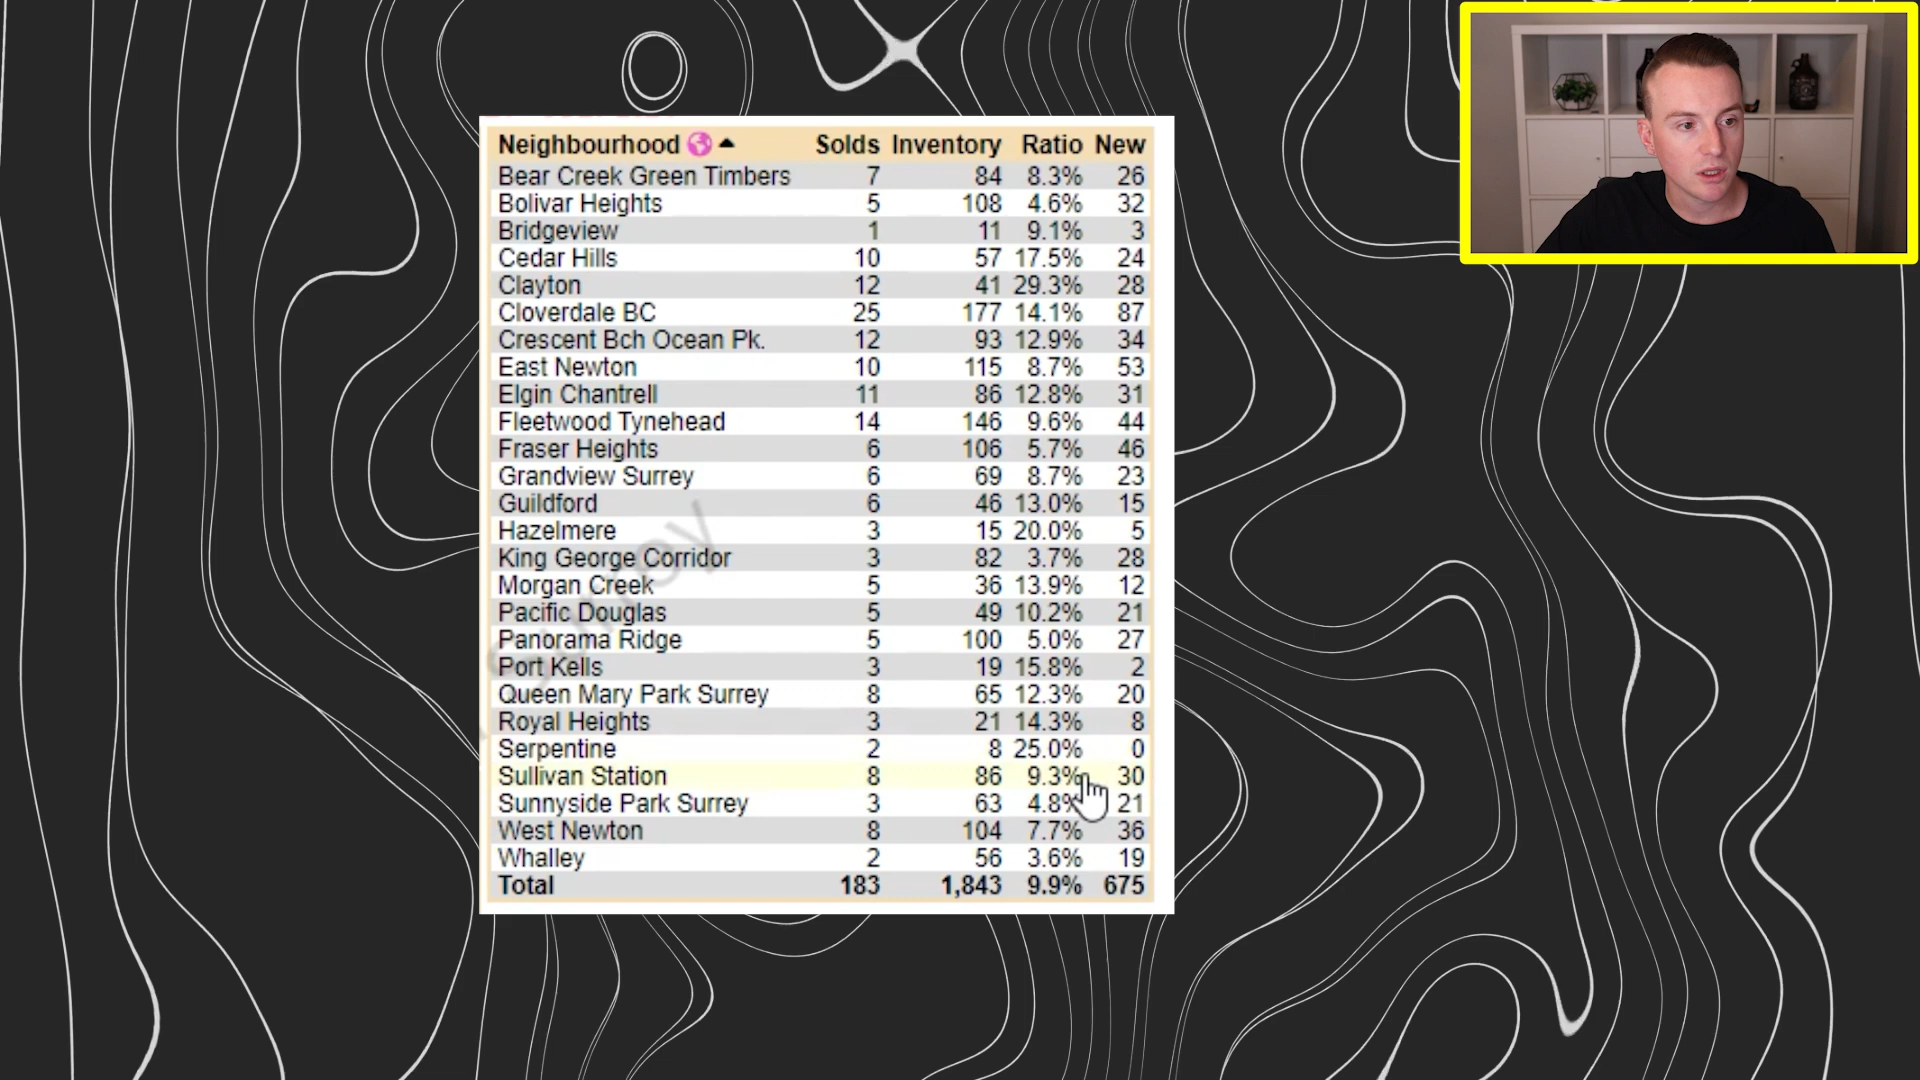 Neighbourhood Solds Inventory Ratio New
Bear Creek Green Timbers 7 84 8.3% 26
Bolivar Heights 5 108 4.6% 32
Bridgeview 1 11 9.1% 3
Cedar Hills 10 57 17.5% 24
Clayton 12 41 29.3% 28
Cloverdale BC 25 177 14.1% 87
Crescent Bch Ocean Pk. 12 93 12.9% 34
East Newton 10 115 8.7% 53
Elgin Chantrell 11 86 12.8% 31
Fleetwood Tynehead 14 146 9.6% 44
Fraser Heights 6 106 5.7% 46
Grandview Surrey 6 69 8.7% 23
Guildford 6 46 13.0% 15
Hazelmere 3 15 20.0% 5
King George Corridor 3 82 3.7% 28
Morgan Creek 5 36 13.9% 12
Pacific Douglas 5 49 10.2% 21
Panorama Ridge 5 100 5.0% 27
Port Kells 3 19 15.8% 2
Queen Mary Park Surrey 8 65 12.3% 20
Royal Heights 3 21 14.3% 8
Serpentine 2 8 25.0% 0
Sullivan Station 8 86 9.3% 30
Sunnyside Park Surrey 3 63 4.8% 21
West Newton 8 104 7.7% 36
Whalley 2 56 3.6% 19
Total 183 1,843 9.9% 675